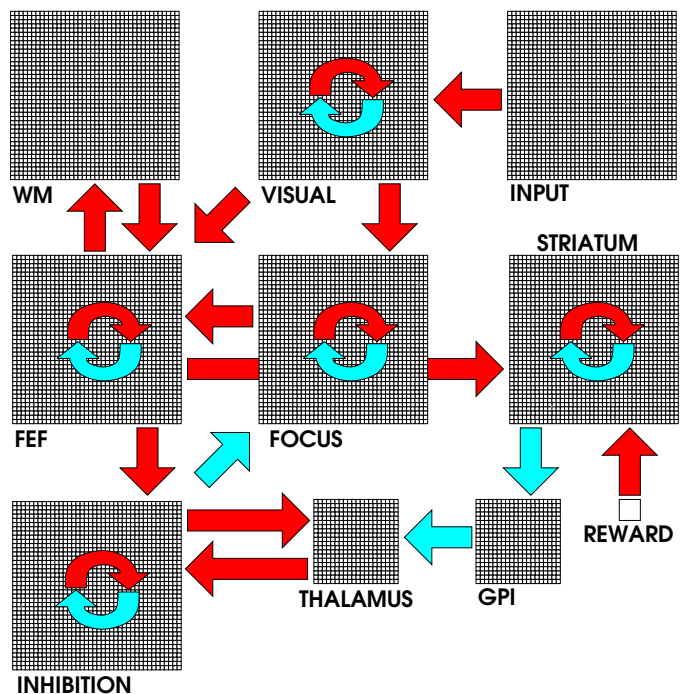 WM
VISUAL
INPUT
STRIATUM
FEF
FOCUS
REWARD
THALAMUS
GPI
INHIBITION